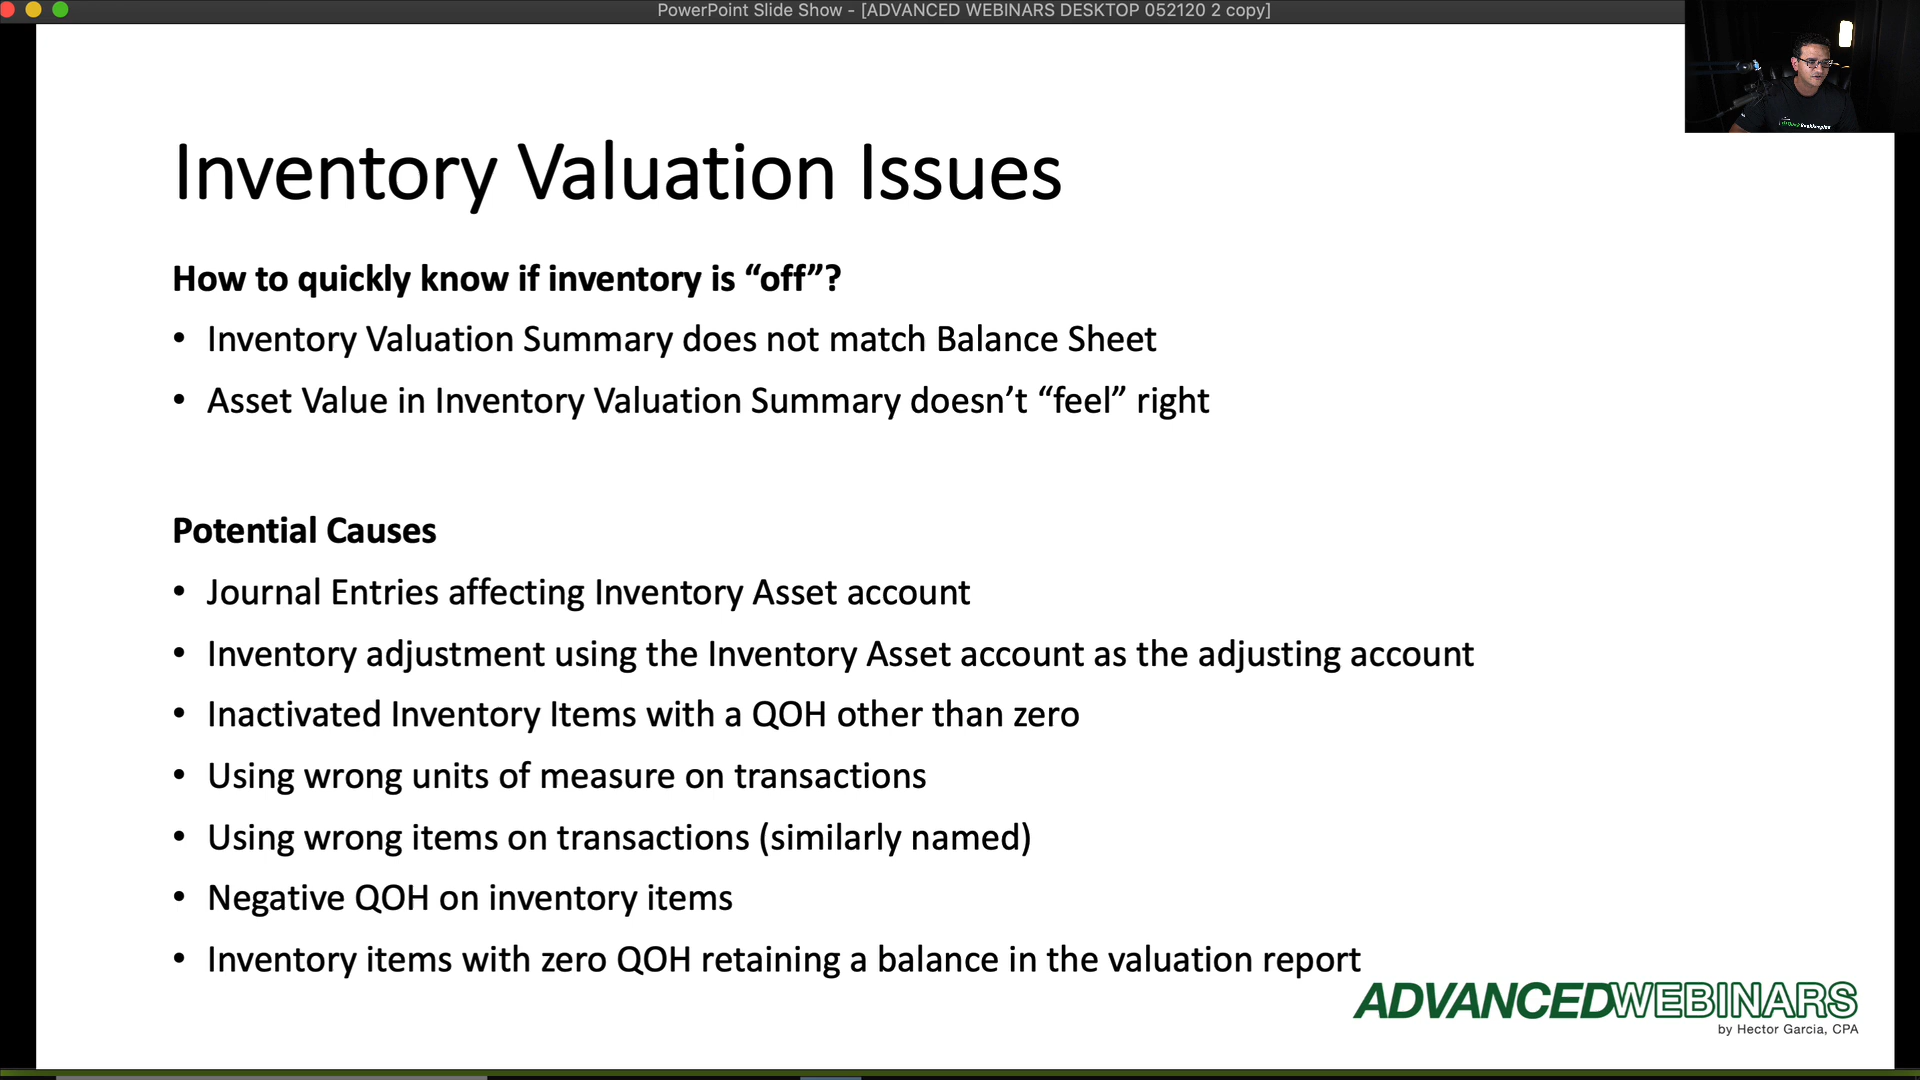 PowerPoint Slide Show - [ADVANCED WEBINARS DESKTOP 052120 2 copy]
Inventory Valuation Issues
How to quickly know if inventory is “off”?
• Inventory Valuation Summary does not match Balance Sheet
• Asset Value in Inventory Valuation Summary doesn’t “feel” right
Potential Causes
• Journal Entries affecting Inventory Asset account
• Inventory adjustment using the Inventory Asset account as the adjusting account
• Inactivated Inventory Items with a QOH other than zero
• Using wrong units of measure on transactions
• Using wrong items on transactions (similarly named)
• Negative QOH on inventory items
• Inventory items with zero QOH retaining a balance in the valuation report
ADVANCEDWEBINARS
by Hector Garcia, CPA